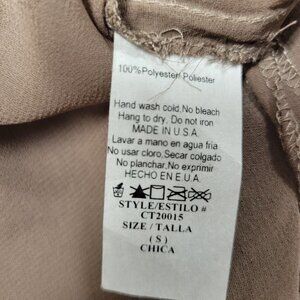 100%Polyester/Poliester
Hand wash cold.No bleach
Hang to dry. Do not iron
MADE IN U.S.A
Lavar a mano en agua fria
No usar cloro.Secar colgado
No planchar.No exprimir
HECHO EN E.U.A.
STYLE/ESTILO #
CT20015
SIZE / TALLA
( S )
CHICA